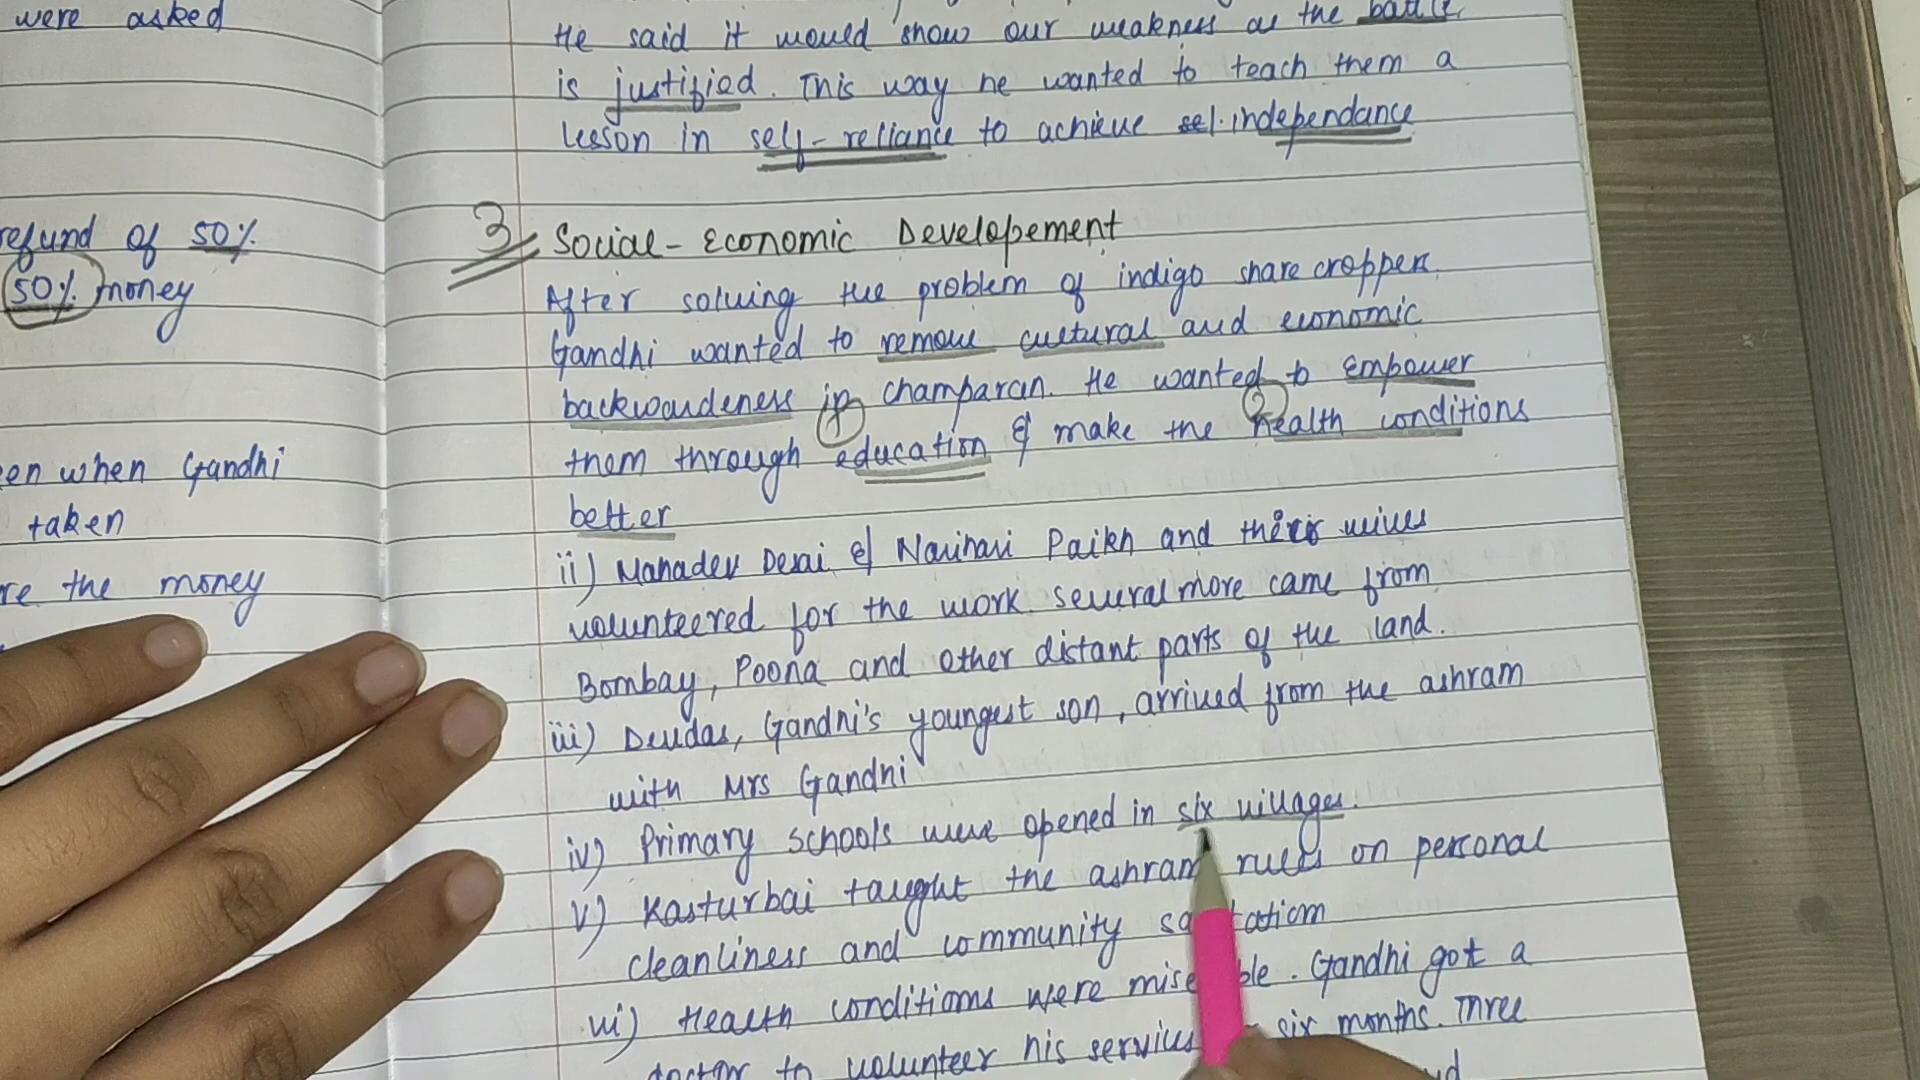 were asked
refund of 50%
50% money
en when Gandhi
taken
re the money
He said it would show our weakness as the battle
is justified. This way he wanted to teach them a
lesson in self-reliance to achieve independance
3 Social-Economic Developement
After solving the problem of indigo share croppers
Gandhi wanted to remove cultural and economic
backwardeness in champaran. He wanted to empower
1
2
them through education & make the health conditions
better
ii) Mahadev Desai & Narihari Paikh and their wives
volunteered for the work. several more came from
Bombay, Poona and other distant parts of the land.
iii) Devdas, Gandhi's youngest son, arrived from the ashram
with Mrs Gandhi
iv) Primary schools were opened in six villages.
v) Kasturbai taught the ashram rules on personal
cleanliness and community
vi) Health conditions were . Gandhi got a
doctor to volunteer his six months. Three